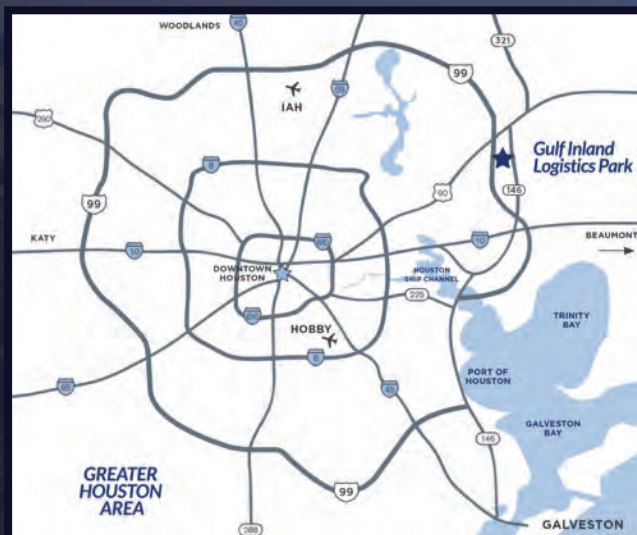 WOODLANDS
45
321
99
IAH
69
290
8
Gulf Inland
Logistics Park
90
146
99
KATY
610
10
BEAUMONT
10
DOWNTOWN
HOUSTON
HOUSTON
SHIP CHANNEL
225
610
TRINITY
BAY
HOBBY
8
PORT OF
HOUSTON
45
GALVESTON
BAY
146
GREATER
HOUSTON
AREA
99
288
GALVESTON